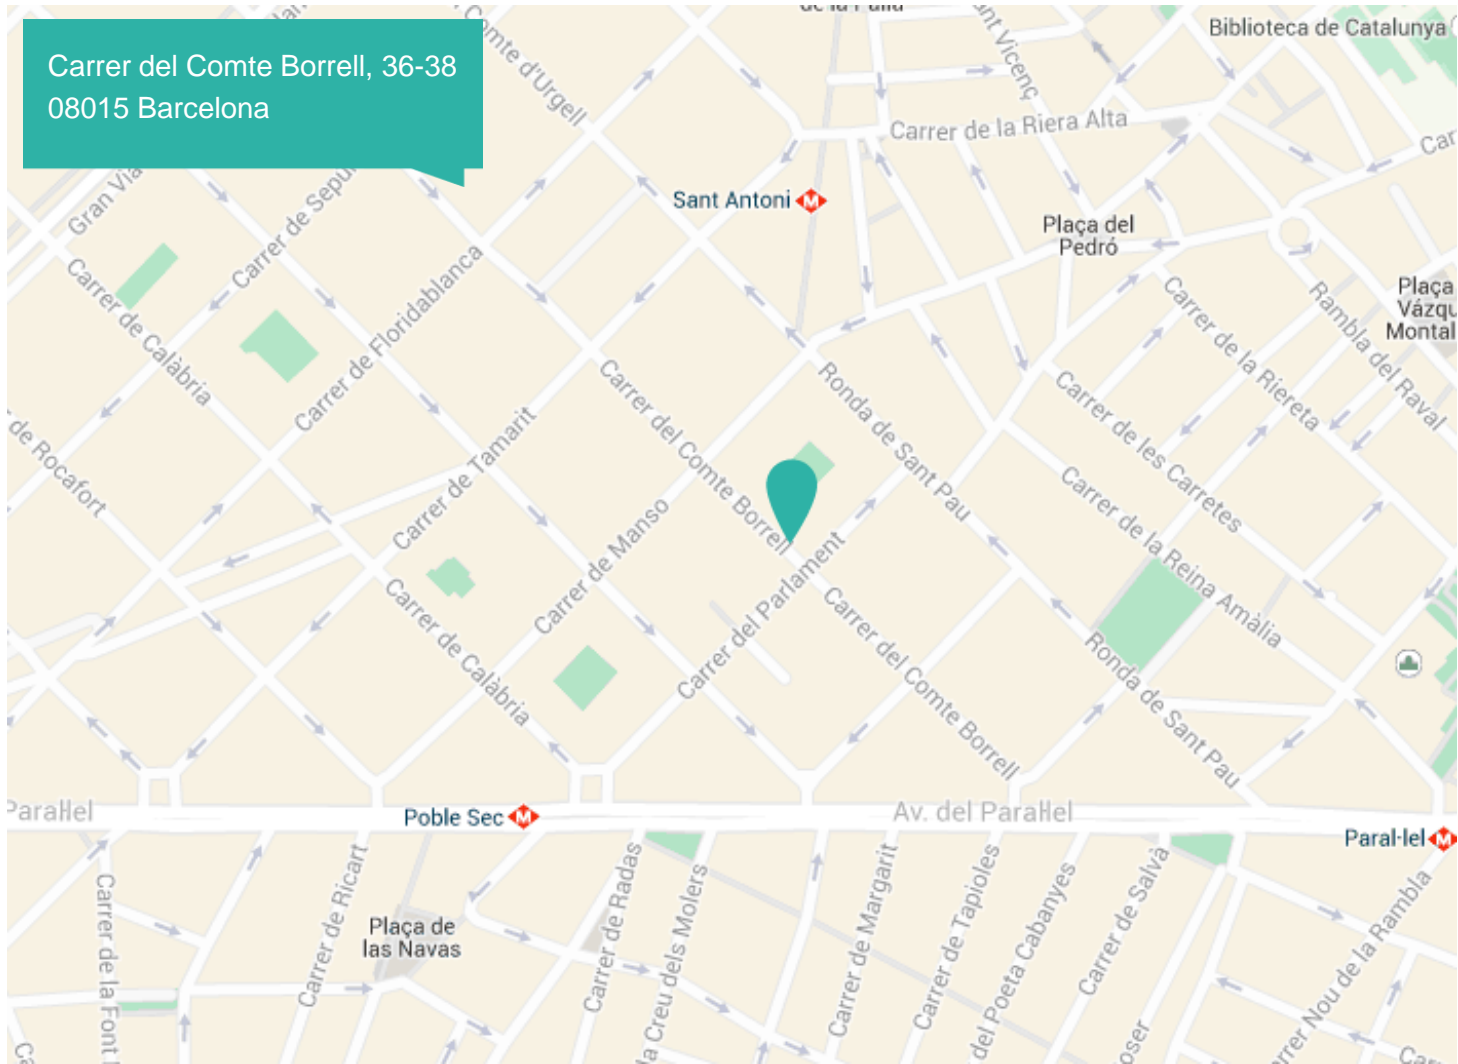 Carrer del Comte Borrell, 36-38
08015 Barcelona
Comte d'Urgell
Biblioteca de Catalunya
Carrer de la Riera Alta
Sant Antoni
Plaça del
Pedró
Gran Via
Carrer de Floridablanca
Carrer de Calàbria
de Rocafort
Carrer de Tamarit
Carrer de Manso
Carrer del Comte Borrell
Ronda de Sant Pau
Carrer de la Riereta
Rambla del Raval
Plaça
Carrer de les Carretes
Carrer de la Reina Amàlia
Carrer del Parlament
Carrer de Calàbria
Carrer del Comte Borrell
Ronda de Sant Pau
Paral·lel
Poble Sec
Av. del Paral·lel
Paral·lel
Carrer de la Font
Carrer de Ricart
Plaça de
las Navas
Carrer de Radas
la Creu dels Molers
Carrer de Margarit
Carrer de Tapioles
del Poeta Cabanyes
Carrer de Salvà
Nou de la Rambla